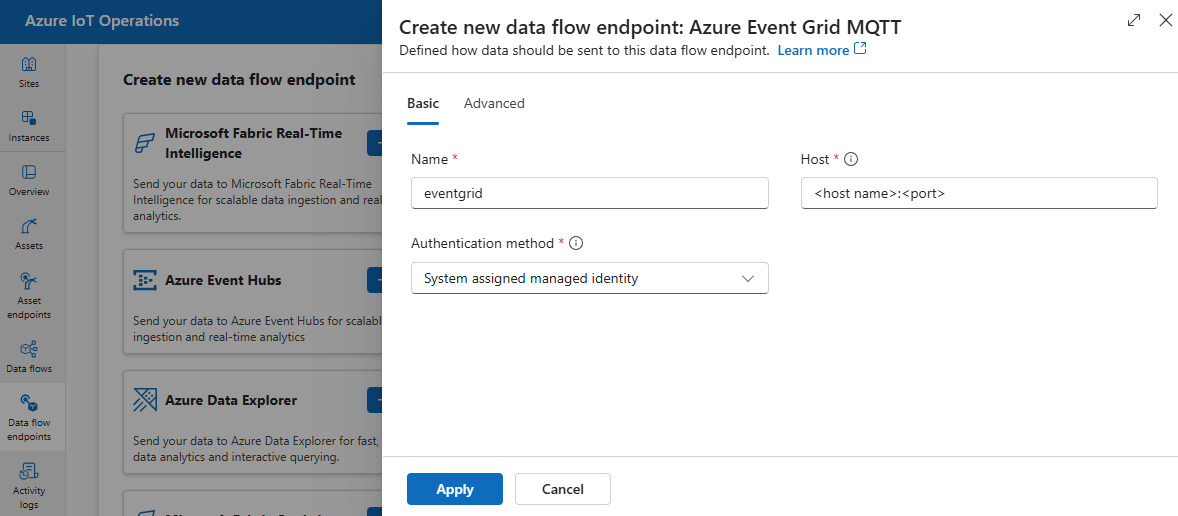 Azure IoT Operations
Sites
Instances
Overview
Assets
Asset
endpoints
Data flows
Data flow
endpoints
Activity
logs
Create new data flow endpoint
Microsoft Fabric Real-Time
Intelligence
Send your data to Microsoft Fabric Real-Time
Intelligence for scalable data ingestion and real
analytics.
Azure Event Hubs
Send your data to Azure Event Hubs for scalabl
ingestion and real-time analytics
Azure Data Explorer
Send your data to Azure Data Explorer for fast,
data analytics and interactive querying.
Create new data flow endpoint: Azure Event Grid MQTT
Defined how data should be sent to this data flow endpoint. Learn more
Basic Advanced
Name *
eventgrid
Host *
<host name>:<port>
Authentication method *
System assigned managed identity
Apply Cancel